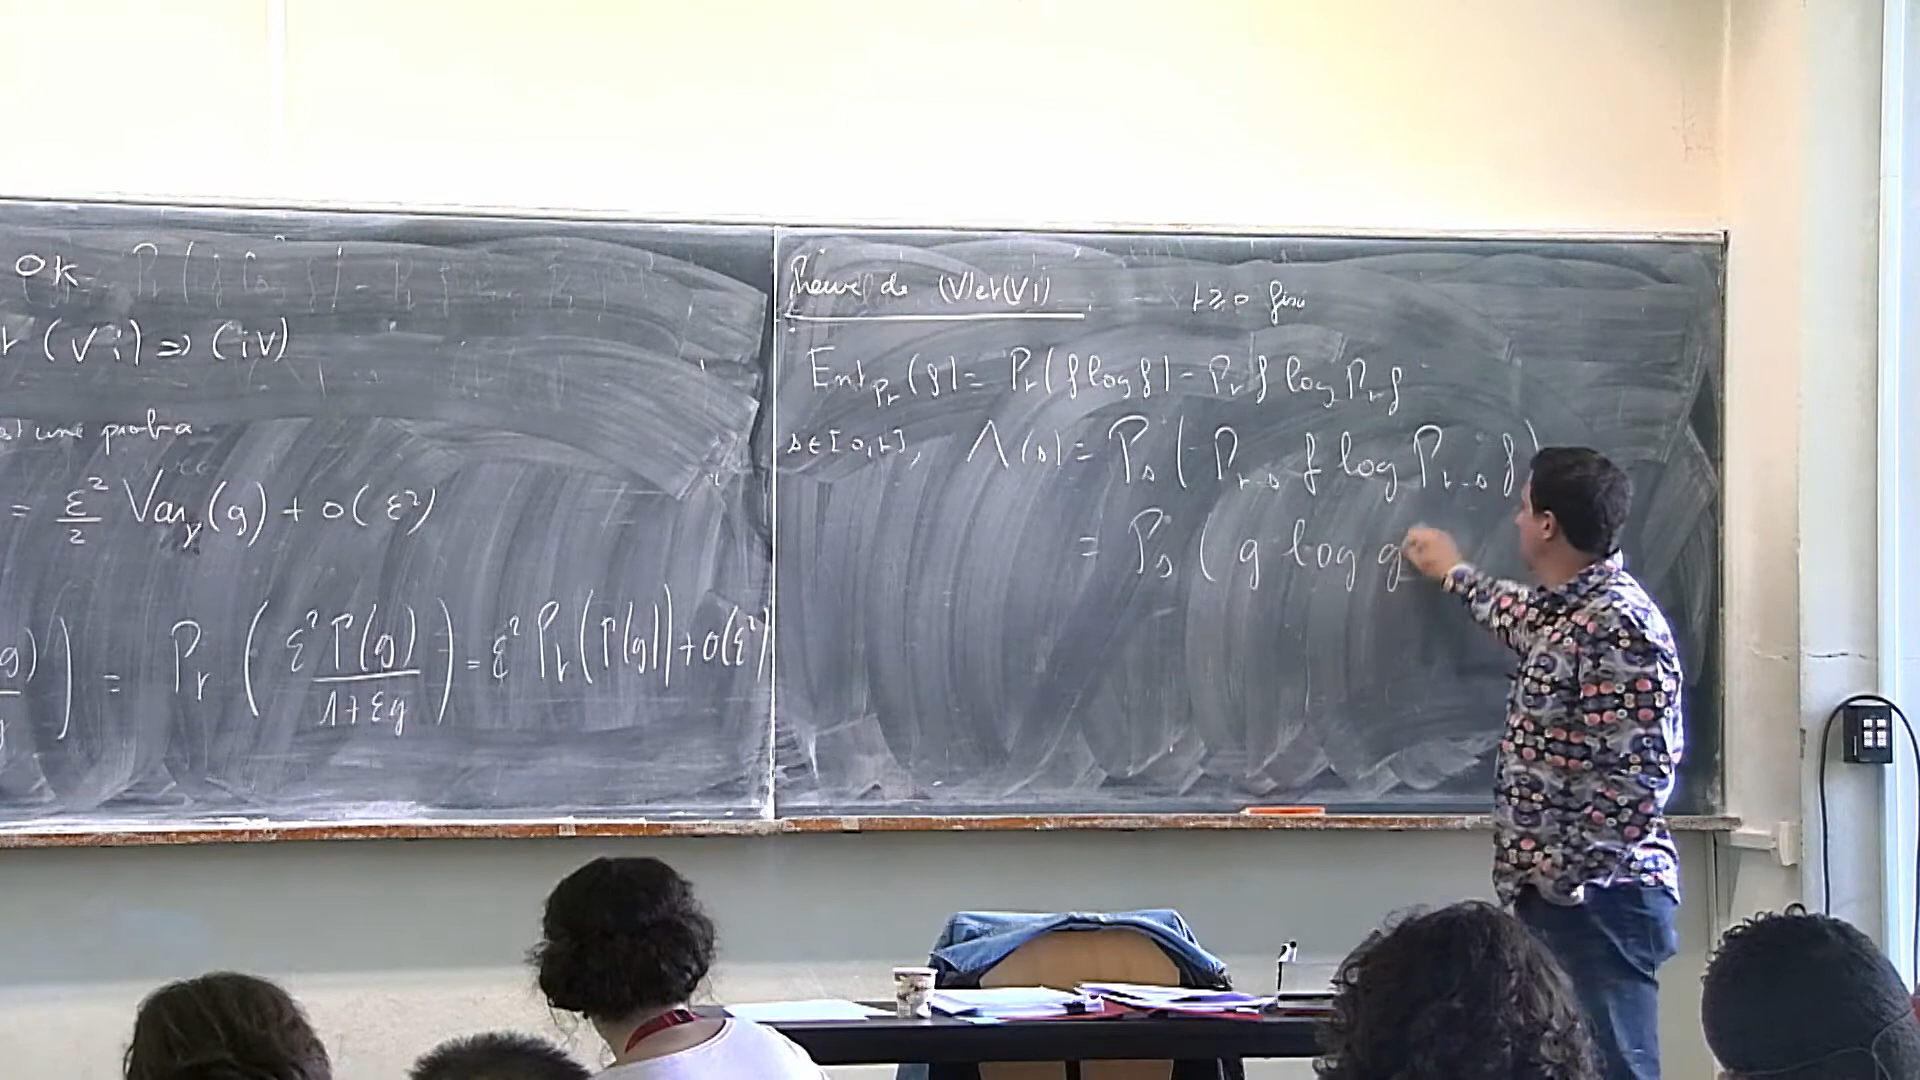 OK
(vi) => (iv)
est une proba
= ε²/2 Var_γ(g) + o(ε²)
g) ) = P_t ( ε² Γ(g) / 1+εg ) = ε² P_t(Γ(g)) + o(ε²)
Preuve de (V) et (Vi) t ≥ 0 fixé
Ent_{P_t}(f) = P_t(f log f) - P_t f log P_t f
s ∈ [0,t], Λ(s) = P_s(P_{t-s} f log P_{t-s} f)
= P_s ( g log g